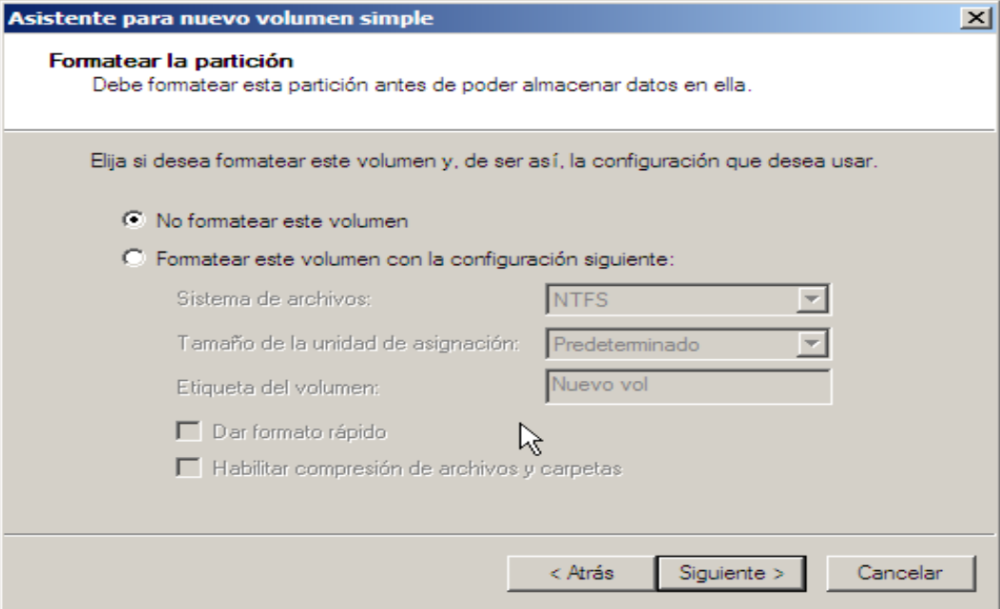 Asistente para nuevo volumen simple
Formatear la partición
Debe formatear esta partición antes de poder almacenar datos en ella.
Elija si desea formatear este volumen y, de ser así, la configuración que desea usar.
No formatear este volumen
Formatear este volumen con la configuración siguiente:
Sistema de archivos: NTFS
Tamaño de la unidad de asignación: Predeterminado
Etiqueta del volumen: Nuevo vol
Dar formato rápido
Habilitar compresión de archivos y carpetas
< Atrás Siguiente > Cancelar